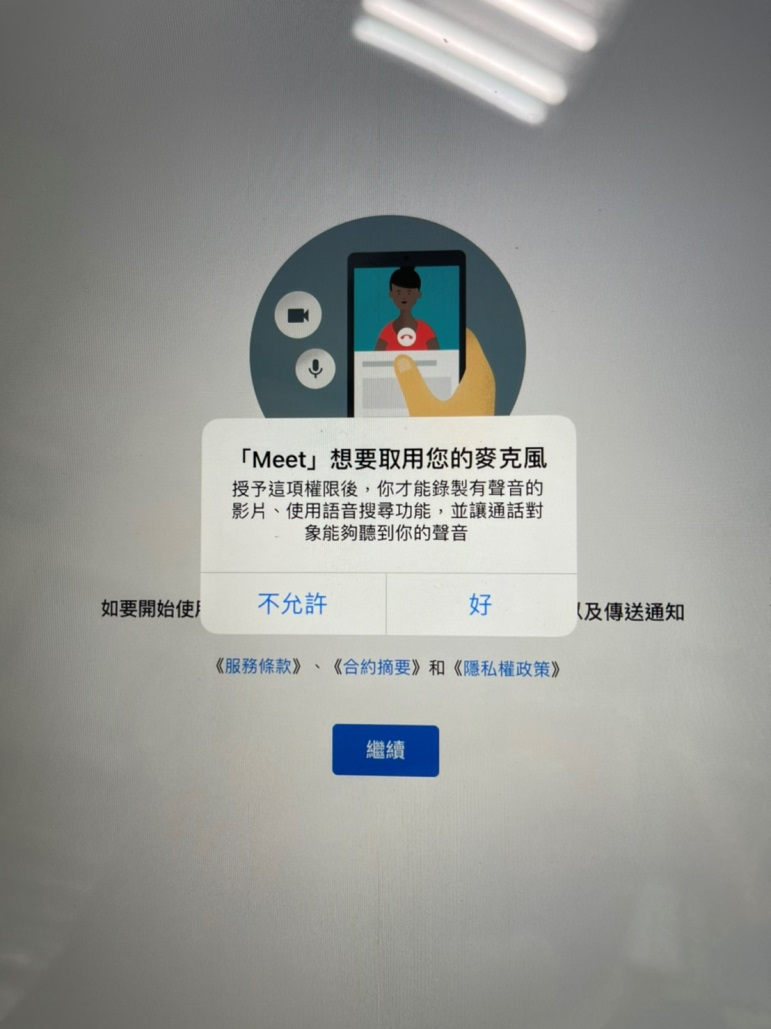 「Meet」想要取用您的麥克風
授予這項權限後，你才能錄製有聲音的
影片、使用語音搜尋功能，並讓通話對
象能夠聽到你的聲音
不允許
好
如要開始使
以及傳送通知
《服務條款》、《合約摘要》和《隱私權政策》
繼續